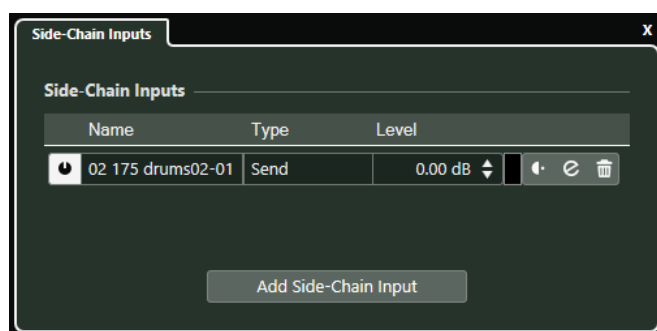 Side-Chain Inputs
X
Side-Chain Inputs
Name Type Level
02 175 drums02-01 Send 0.00 dB
Add Side-Chain Input